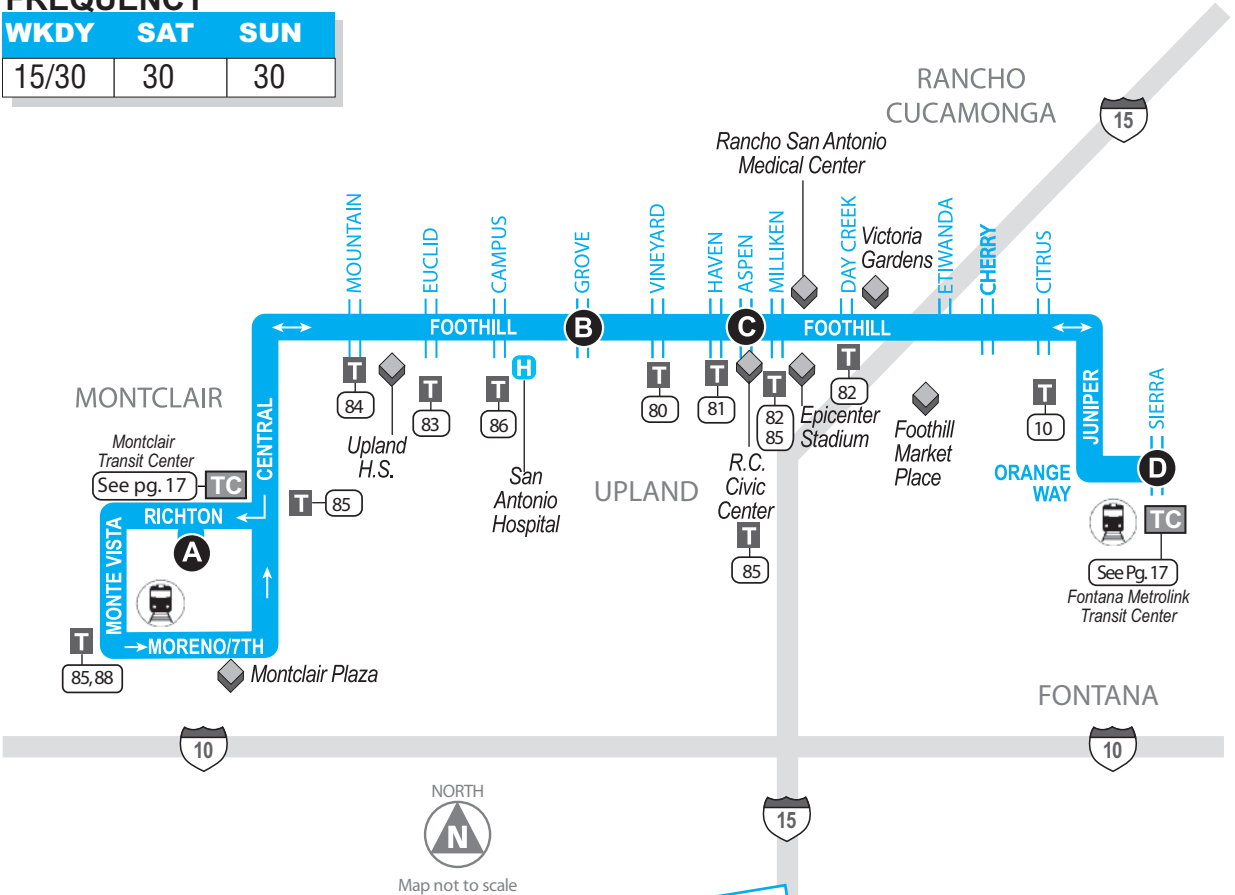 FREQUENCY
WKDY SAT SUN
15/30 30 30
RANCHO
CUCAMONGA
15
Rancho San Antonio
Medical Center
MOUNTAIN
EUCLID
CAMPUS
GROVE
VINEYARD
HAVEN
ASPEN
MILLIKEN
DAY CREEK
Victoria
Gardens
ETIWANDA
CHERRY
CITRUS
FOOTHILL
B
C
FOOTHILL
T
84
Upland
H.S.
T
83
T
86
H
San
Antonio
Hospital
T
80
T
81
R.C.
Civic
Center
T
85
T
82
85
Epicenter
Stadium
T
82
Foothill
Market
Place
T
10
JUNIPER
SIERRA
ORANGE
WAY
D
TC
See Pg. 17
Fontana Metrolink
Transit Center
MONTCLAIR
Montclair
Transit Center
See pg. 17
TC
CENTRAL
T
85
RICHTON
A
MONTE VISTA
MORENO/7TH
T
85,88
Montclair Plaza
UPLAND
FONTANA
10
10
15
NORTH
N
Map not to scale